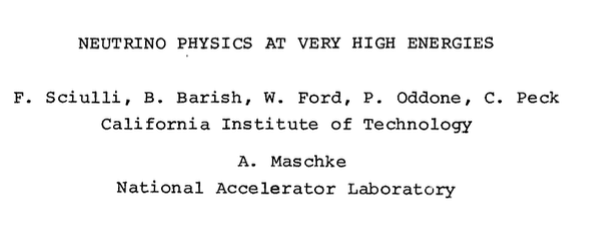 NEUTRINO PHYSICS AT VERY HIGH ENERGIES
F. Sciulli, B. Barish, W. Ford, P. Oddone, C. Peck
California Institute of Technology
A. Maschke
National Accelerator Laboratory